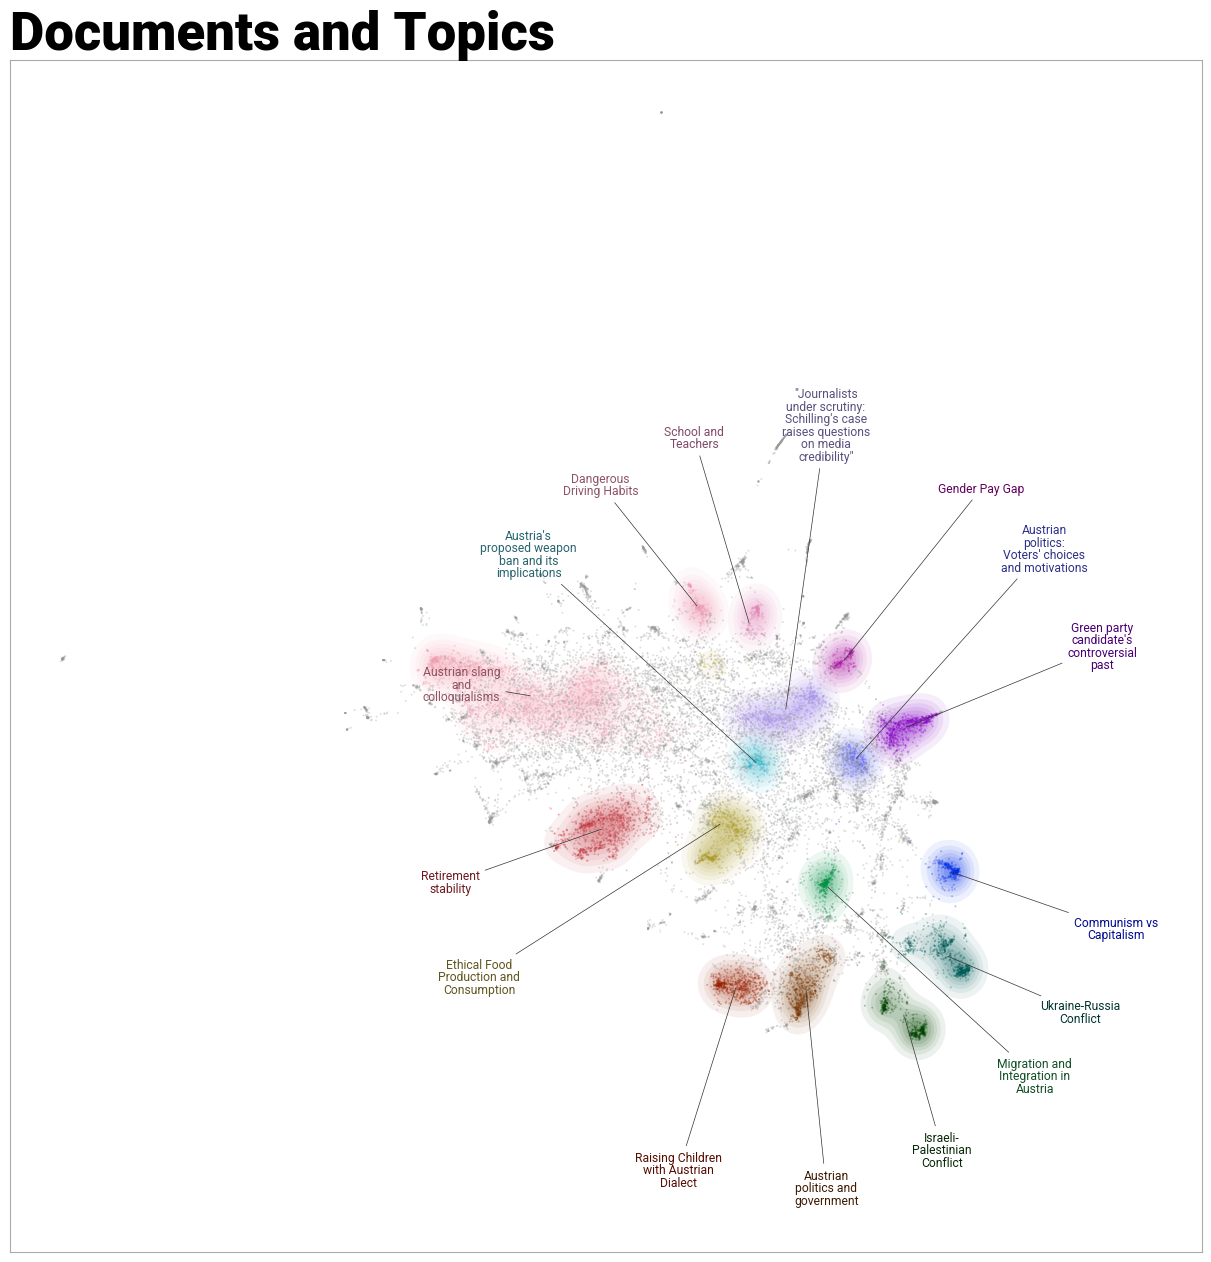 Documents and Topics
"Journalists
under scrutiny:
Schilling's case
raises questions
on media
credibility"
School and
Teachers
Dangerous
Driving Habits
Gender Pay Gap
Austrian
politics:
Voters' choices
and motivations
Austria's
proposed weapon
ban and its
implications
Green party
candidate's
controversial
past
Austrian slang
and
colloquialisms
Retirement
stability
Communism vs
Capitalism
Ethical Food
Production and
Consumption
Ukraine-Russia
Conflict
Migration and
Integration in
Austria
Israeli-
Palestinian
Conflict
Raising Children
with Austrian
Dialect
Austrian
politics and
government